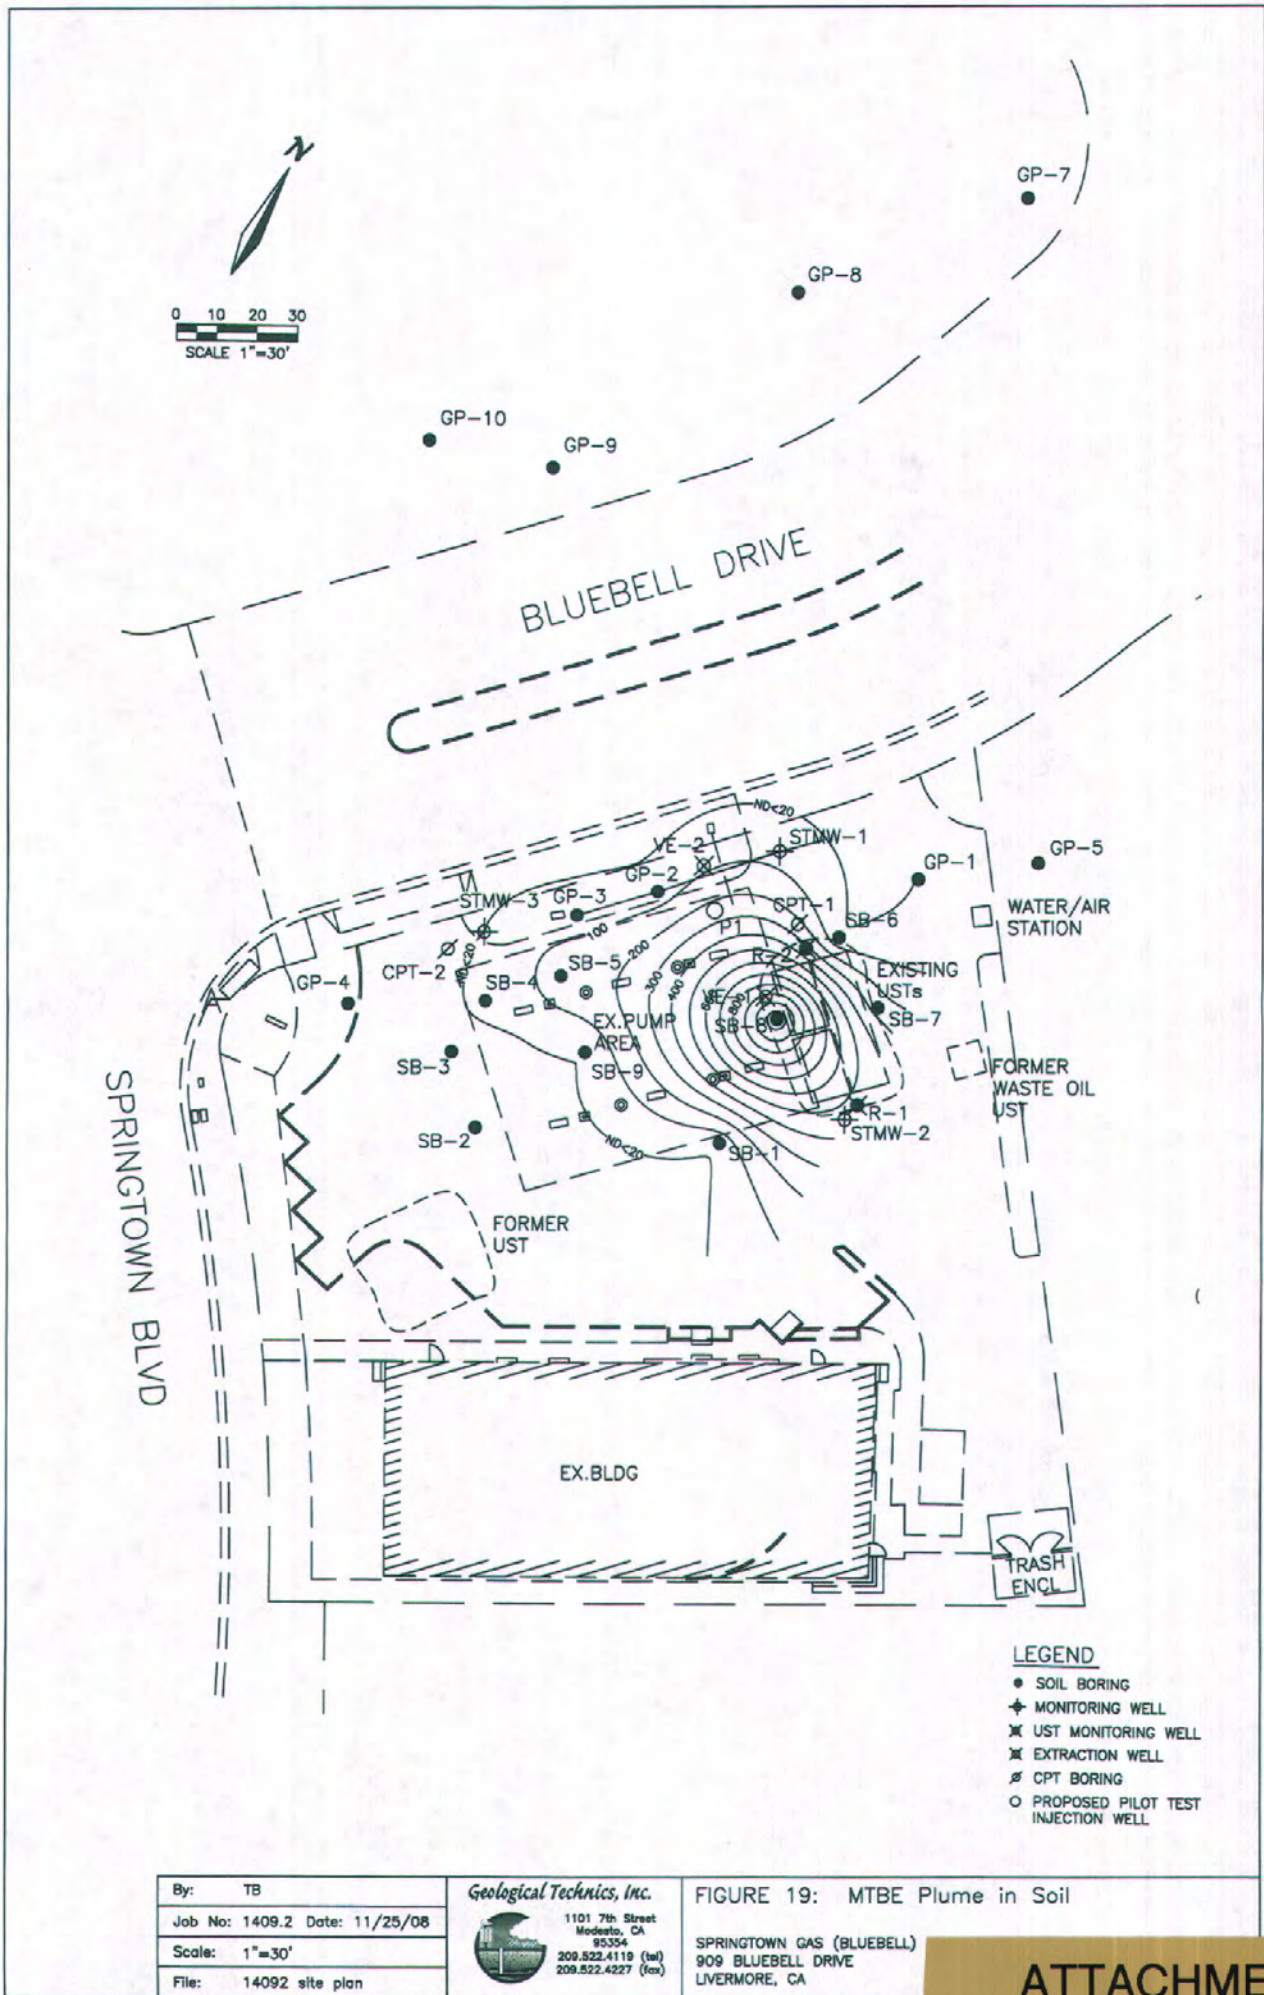 N
GP-7
GP-8
0 10 20 30
SCALE 1"=30'
GP-10
GP-9
BLUEBELL DRIVE
ND<20
STMW-1
VE-2
GP-5
GP-1
GP-2
STMW-3
GP-3
CPT-1
WATER/AIR
STATION
P1
SB-6
100
200
R-2
CPT-2
ND<20
SB-5
EXISTING
USTs
GP-4
SB-4
300
400
VE-1
800
SB-8
SB-7
EX.PUMP
AREA
SB-3
SB-9
FORMER
WASTE OIL
UST
R-1
STMW-2
SB-2
ND<20
SB-1
SPRINGTOWN BLVD
FORMER
UST
EX.BLDG
TRASH
ENCL
LEGEND
SOIL BORING
MONITORING WELL
UST MONITORING WELL
EXTRACTION WELL
CPT BORING
PROPOSED PILOT TEST
INJECTION WELL
By: TB
Job No: 1409.2 Date: 11/25/08
Scale: 1"=30'
File: 14092 site plan
Geological Technics, Inc.
1101 7th Street
Modesto, CA
95354
209.522.4119 (tel)
209.522.4227 (fax)
FIGURE 19: MTBE Plume in Soil
SPRINGTOWN GAS (BLUEBELL)
909 BLUEBELL DRIVE
LIVERMORE, CA
ATTACHME